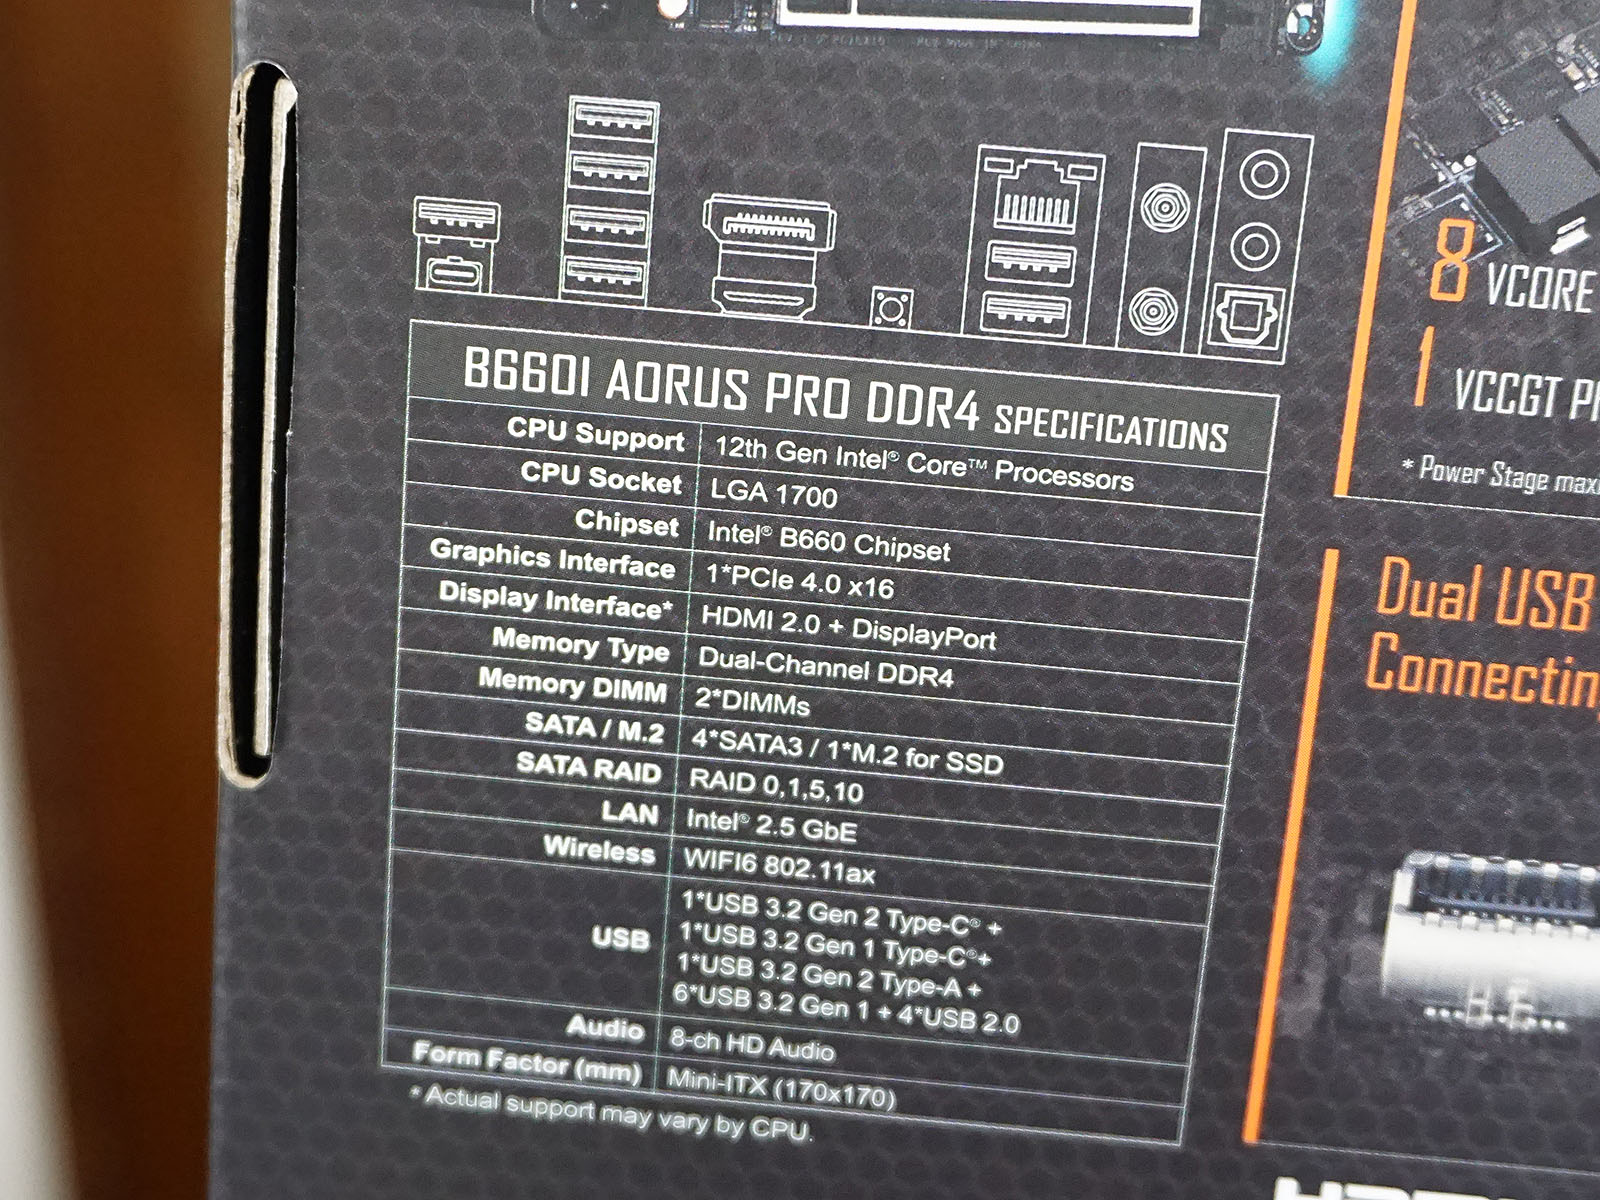 B660I AORUS PRO DDR4 SPECIFICATIONS
CPU Support 12th Gen Intel® Core™ Processors
CPU Socket LGA 1700
Chipset Intel® B660 Chipset
Graphics Interface 1*PCIe 4.0 x16
Display Interface* HDMI 2.0 + DisplayPort
Memory Type Dual-Channel DDR4
Memory DIMM 2*DIMMs
SATA / M.2 4*SATA3 / 1*M.2 for SSD
SATA RAID RAID 0,1,5,10
LAN Intel® 2.5 GbE
Wireless WIFI6 802.11ax
USB 1*USB 3.2 Gen 2 Type-C® +
1*USB 3.2 Gen 1 Type-C®+
1*USB 3.2 Gen 2 Type-A +
6*USB 3.2 Gen 1 + 4*USB 2.0
Audio 8-ch HD Audio
Form Factor (mm) Mini-ITX (170x170)
* Actual support may vary by CPU.
8 VCORE
1 VCCGT
* Power Stage
Dual USB